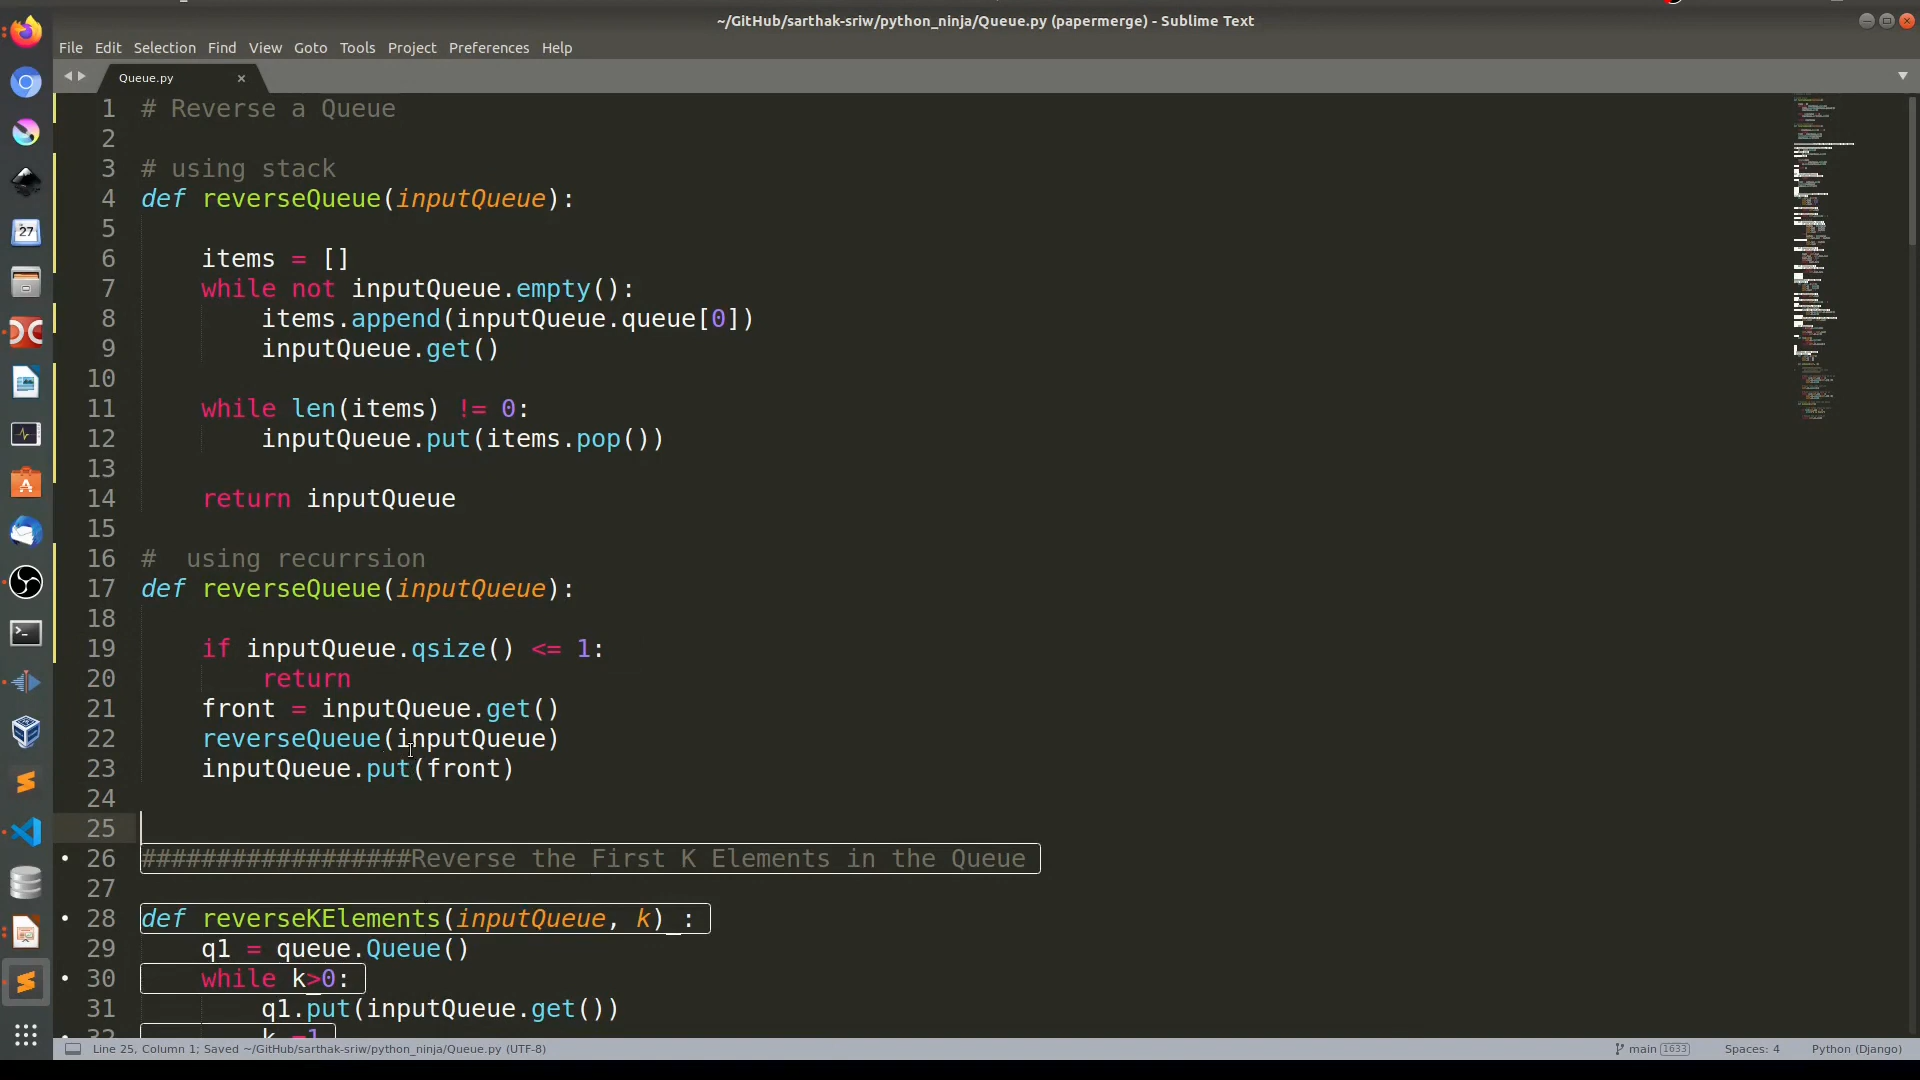 ~/GitHub/sarthak-sriw/python_ninja/Queue.py (papermerge) - Sublime Text
File Edit Selection Find View Goto Tools Project Preferences Help
Queue.py ×
1 # Reverse a Queue
2
3 # using stack
4 def reverseQueue(inputQueue):
5
6 items = []
7 while not inputQueue.empty():
8 items.append(inputQueue.queue[0])
9 inputQueue.get()
10
11 while len(items) != 0:
12 inputQueue.put(items.pop())
13
14 return inputQueue
15
16 #  using recurrsion
17 def reverseQueue(inputQueue):
18
19 if inputQueue.qsize() <= 1:
20 return
21 front = inputQueue.get()
22 reverseQueue(inputQueue)
23 inputQueue.put(front)
24
25
26 ##################Reverse the First K Elements in the Queue
27
28 def reverseKElements(inputQueue, k) :
29 q1 = queue.Queue()
30 while k>0:
31 q1.put(inputQueue.get())
32 k-=1
Line 25, Column 1; Saved ~/GitHub/sarthak-sriw/python_ninja/Queue.py (UTF-8) main 1633 Spaces: 4 Python (Django)
27